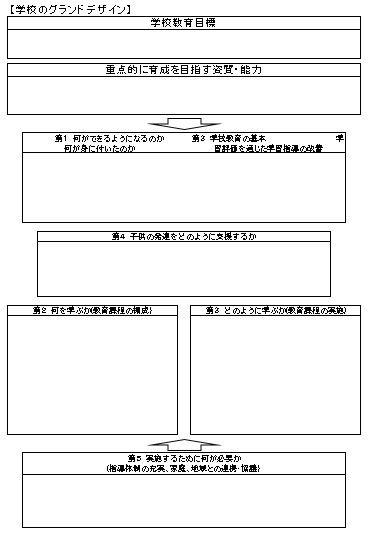 【学校のグランドデザイン】
学校教育目標
重点的に育成を目指す資質・能力
第1 何ができるようになるのか 第3 学校教育の基本 学
何が身に付いたのか 習評価を通じた学習指導の改善
第4 子供の発達をどのように支援するか
第2 何を学ぶか(教育課程の構成) 第3 どのように学ぶか(教育課程の実施)
第5 実施するために何が必要か
(指導体制の充実、家庭、地域との連携・協議)